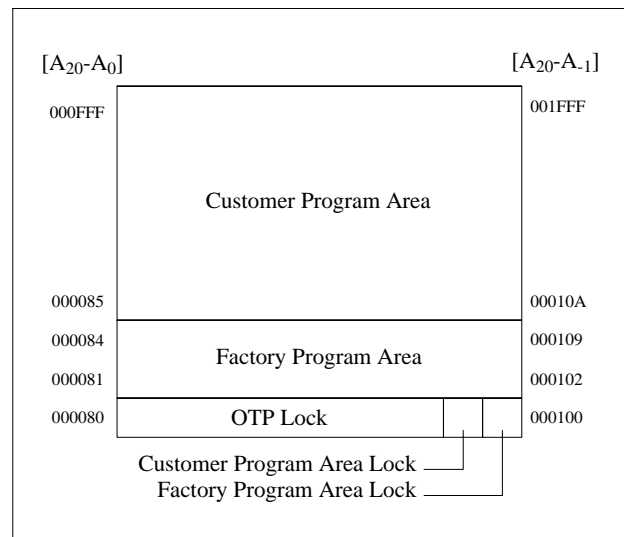 [A20-A0] [A20-A-1]
000FFF 001FFF
Customer Program Area
000085 00010A
000084 000109
Factory Program Area
000081 000102
000080 OTP Lock 000100
Customer Program Area Lock
Factory Program Area Lock